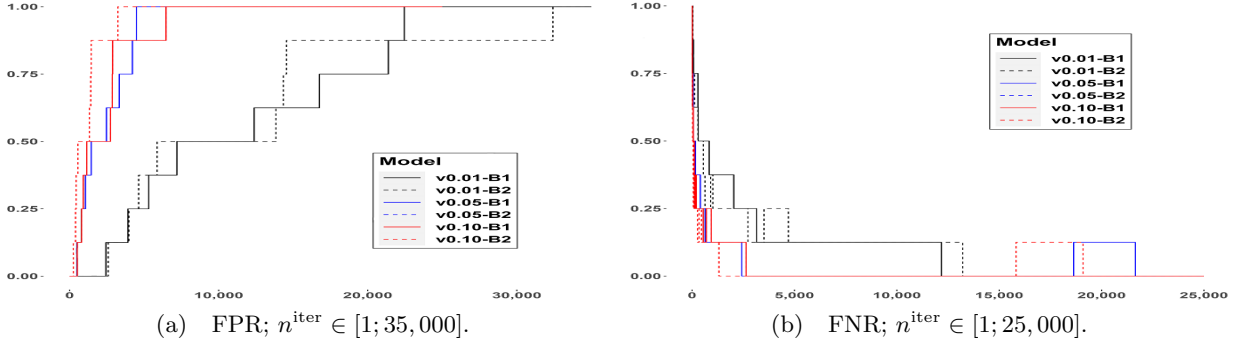 1.00
0.75
0.50
0.25
0.00
0
10,000
20,000
30,000
Model
v0.01-B1
v0.01-B2
v0.05-B1
v0.05-B2
v0.10-B1
v0.10-B2
(a) FPR; n^iter ∈ [1; 35, 000].
1.00
0.75
0.50
0.25
0.00
0
5,000
10,000
15,000
20,000
25,000
Model
v0.01-B1
v0.01-B2
v0.05-B1
v0.05-B2
v0.10-B1
v0.10-B2
(b) FNR; n^iter ∈ [1; 25, 000].